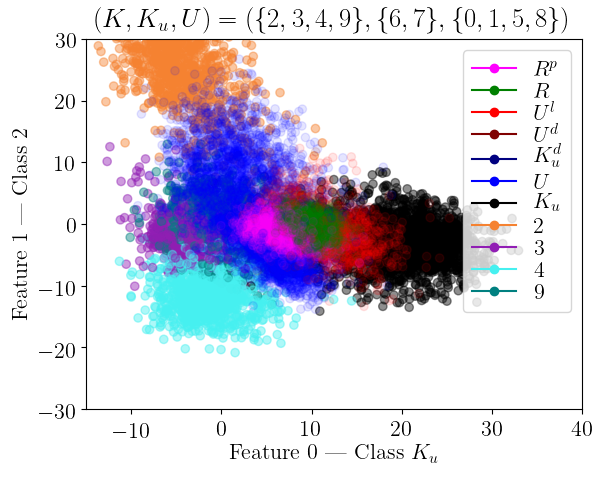 (K, K_u, U) = ({2, 3, 4, 9}, {6, 7}, {0, 1, 5, 8})
30
20
10
0
−10
−20
−30
Feature 1 — Class 2
R^p
R
U^l
U^d
K_u^d
U
K_u
2
3
4
9
−10 0 10 20 30 40
Feature 0 — Class K_u